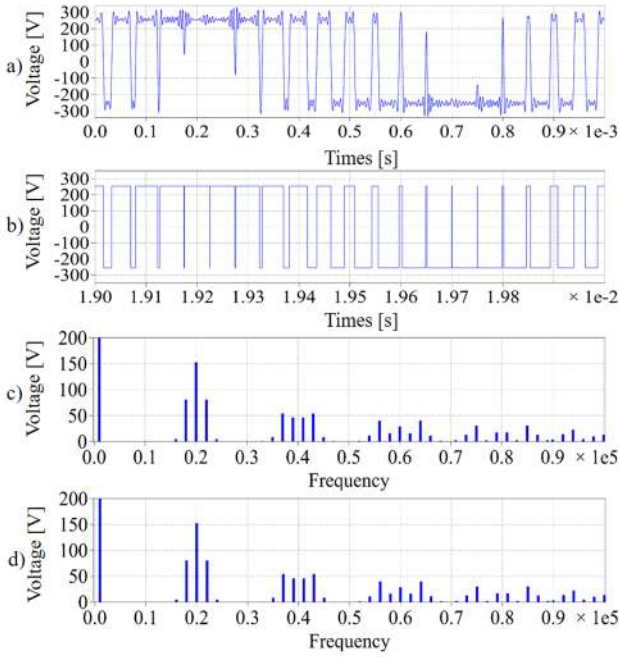 a)
Voltage [V]
300
200
100
0
-100
-200
-300
0.0 0.1 0.2 0.3 0.4 0.5 0.6 0.7 0.8 0.9 × 1e-3
Times [s]
b)
Voltage [V]
300
200
100
0
-100
-200
-300
1.90 1.91 1.92 1.93 1.94 1.95 1.96 1.97 1.98 × 1e-2
Times [s]
c)
Voltage [V]
200
150
100
50
0
0.0 0.1 0.2 0.3 0.4 0.5 0.6 0.7 0.8 0.9 × 1e5
Frequency
d)
Voltage [V]
200
150
100
50
0
0.0 0.1 0.2 0.3 0.4 0.5 0.6 0.7 0.8 0.9 × 1e5
Frequency